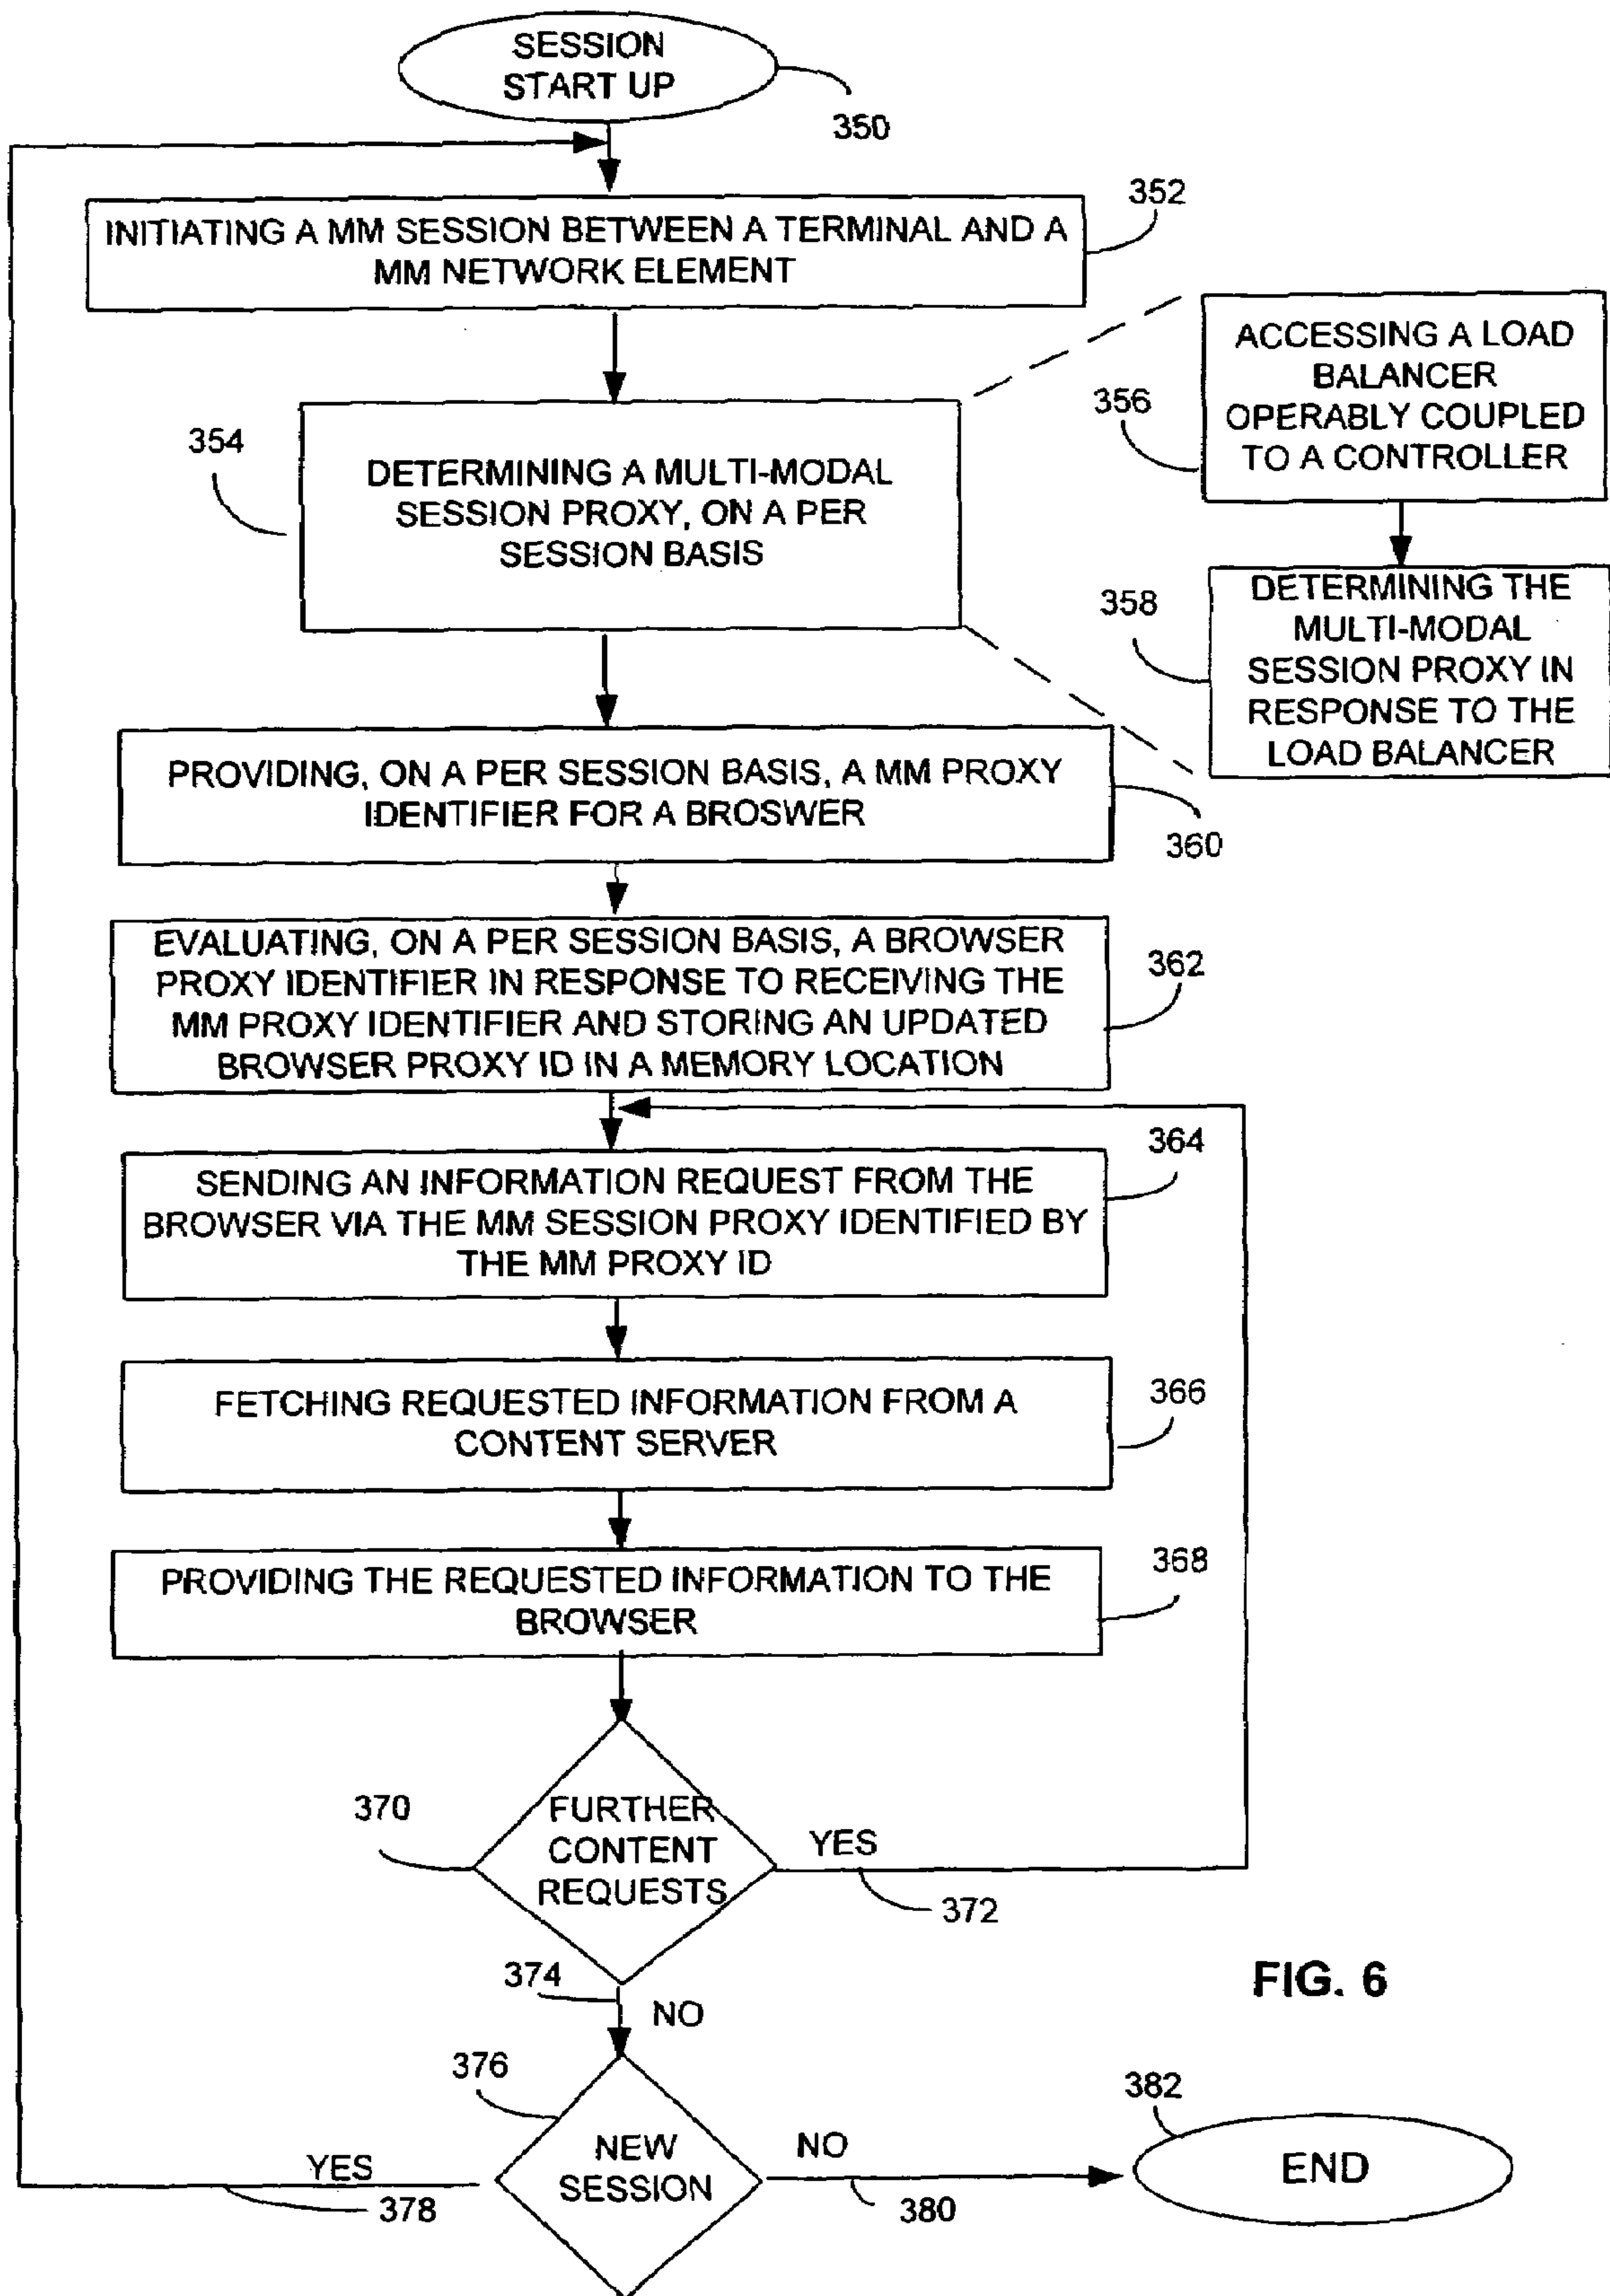 SESSION
START UP
350
352
INITIATING A MM SESSION BETWEEN A TERMINAL AND A
MM NETWORK ELEMENT
354
DETERMINING A MULTI-MODAL
SESSION PROXY, ON A PER
SESSION BASIS
356
ACCESSING A LOAD
BALANCER
OPERABLY COUPLED
TO A CONTROLLER
358
DETERMINING THE
MULTI-MODAL
SESSION PROXY IN
RESPONSE TO THE
LOAD BALANCER
PROVIDING, ON A PER SESSION BASIS, A MM PROXY
IDENTIFIER FOR A BROSWER
360
EVALUATING, ON A PER SESSION BASIS, A BROWSER
PROXY IDENTIFIER IN RESPONSE TO RECEIVING THE
MM PROXY IDENTIFIER AND STORING AN UPDATED
BROWSER PROXY ID IN A MEMORY LOCATION
362
364
SENDING AN INFORMATION REQUEST FROM THE
BROWSER VIA THE MM SESSION PROXY IDENTIFIED BY
THE MM PROXY ID
366
FETCHING REQUESTED INFORMATION FROM A
CONTENT SERVER
368
PROVIDING THE REQUESTED INFORMATION TO THE
BROWSER
370
FURTHER
CONTENT
REQUESTS
YES
372
374
NO
FIG. 6
376
NEW
SESSION
YES
378
NO
380
382
END